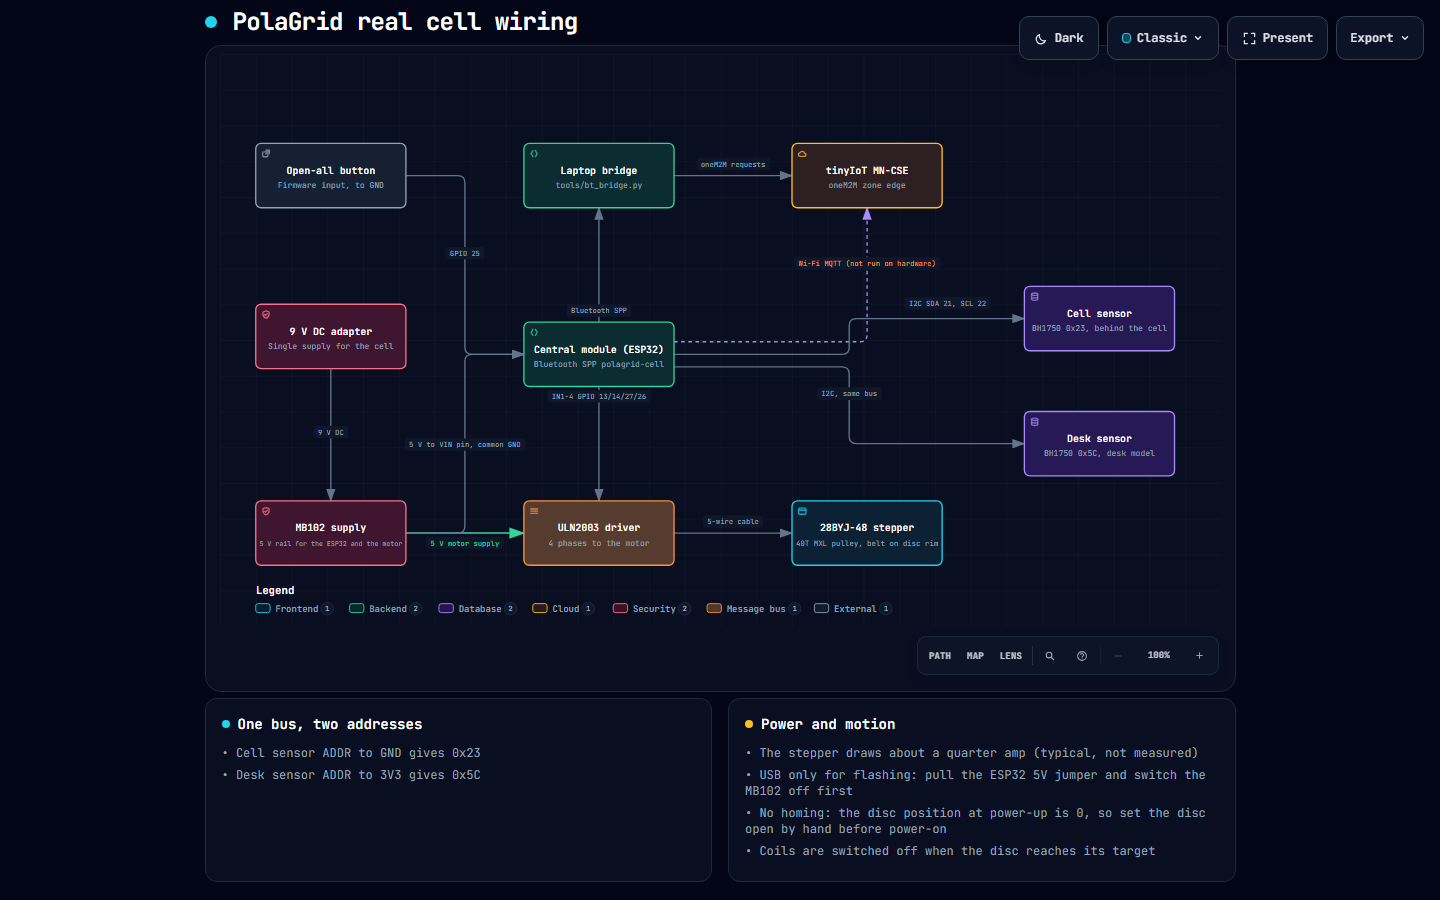 PolaGrid real cell wiring
Dark
Classic
Present
Export
Open-all button
Firmware input, to GND
Laptop bridge
tools/bt_bridge.py
oneM2M requests
tinyIoT MN-CSE
oneM2M zone edge
GPIO 25
Wi-Fi MQTT (not run on hardware)
9 V DC adapter
Single supply for the cell
Bluetooth SPP
Central module (ESP32)
Bluetooth SPP polagrid-cell
IN1-4 GPIO 13/14/27/26
I2C SDA 21, SCL 22
Cell sensor
BH1750 0x23, behind the cell
I2C, same bus
9 V DC
5 V to VIN pin, common GND
Desk sensor
BH1750 0x5C, desk model
MB102 supply
5 V rail for the ESP32 and the motor
5 V motor supply
ULN2003 driver
4 phases to the motor
5-wire cable
28BYJ-48 stepper
40T MXL pulley, belt on disc rim
Legend
Frontend 1
Backend 2
Database 2
Cloud 1
Security 2
Message bus 1
External 1
PATH
MAP
LENS
100%
One bus, two addresses
• Cell sensor ADDR to GND gives 0x23
• Desk sensor ADDR to 3V3 gives 0x5C
Power and motion
• The stepper draws about a quarter amp (typical, not measured)
• USB only for flashing: pull the ESP32 5V jumper and switch the
MB102 off first
• No homing: the disc position at power-up is 0, so set the disc
open by hand before power-on
• Coils are switched off when the disc reaches its target